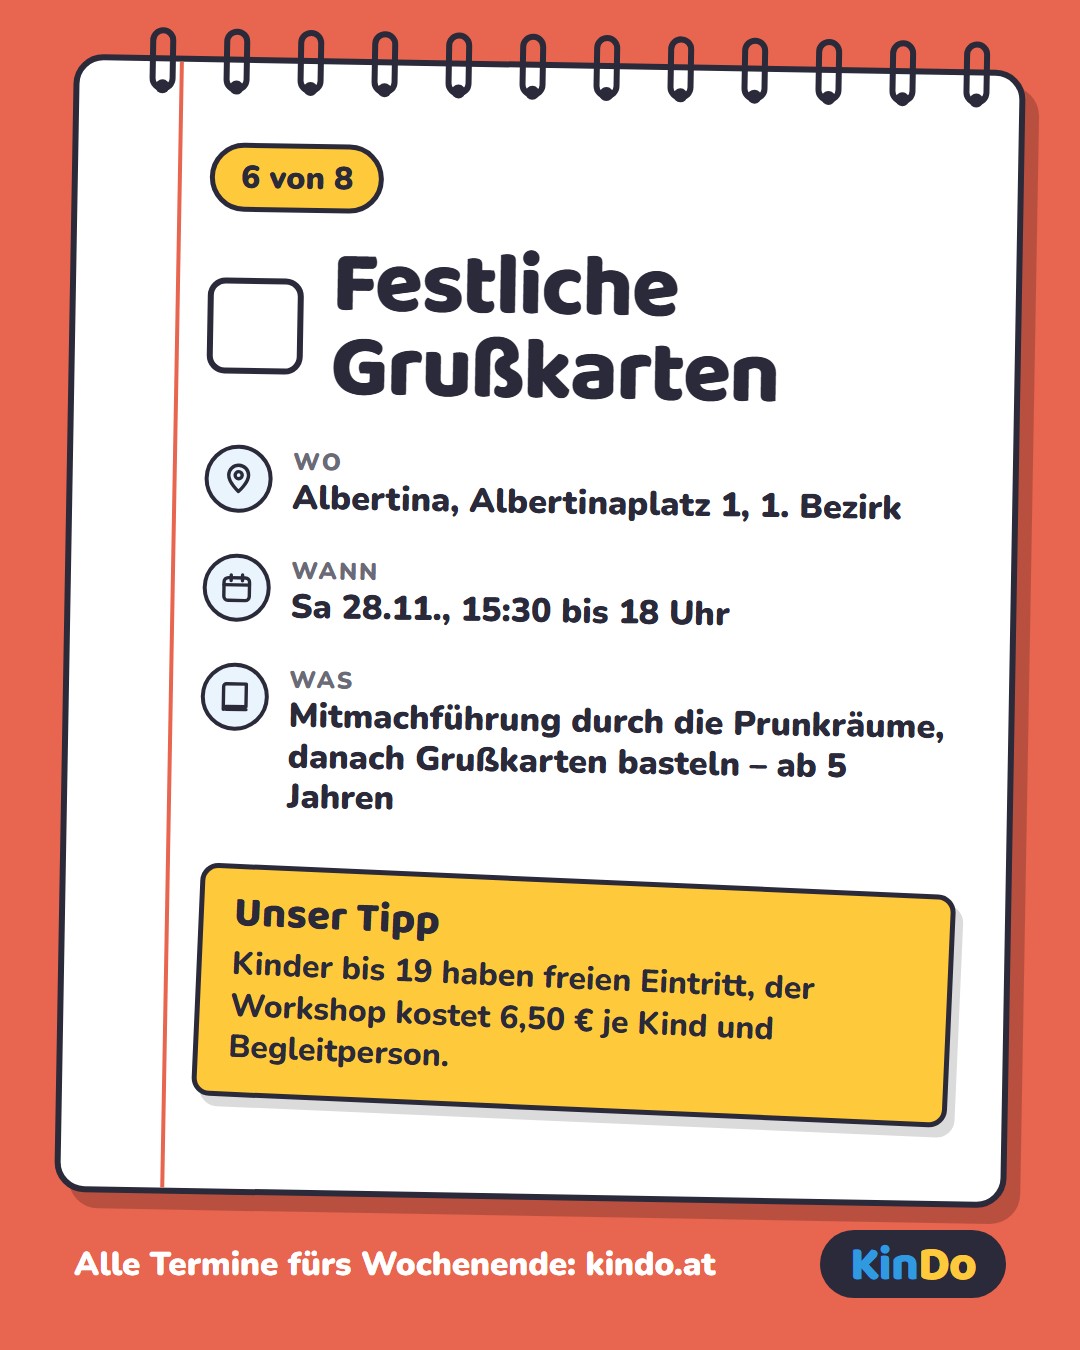 6 von 8
Festliche
Grußkarten
WO
Albertina, Albertinaplatz 1, 1. Bezirk
WANN
Sa 28.11., 15:30 bis 18 Uhr
WAS
Mitmachführung durch die Prunkräume,
danach Grußkarten basteln – ab 5
Jahren
Unser Tipp
Kinder bis 19 haben freien Eintritt, der
Workshop kostet 6,50 € je Kind und
Begleitperson.
Alle Termine fürs Wochenende: kindo.at
KinDo